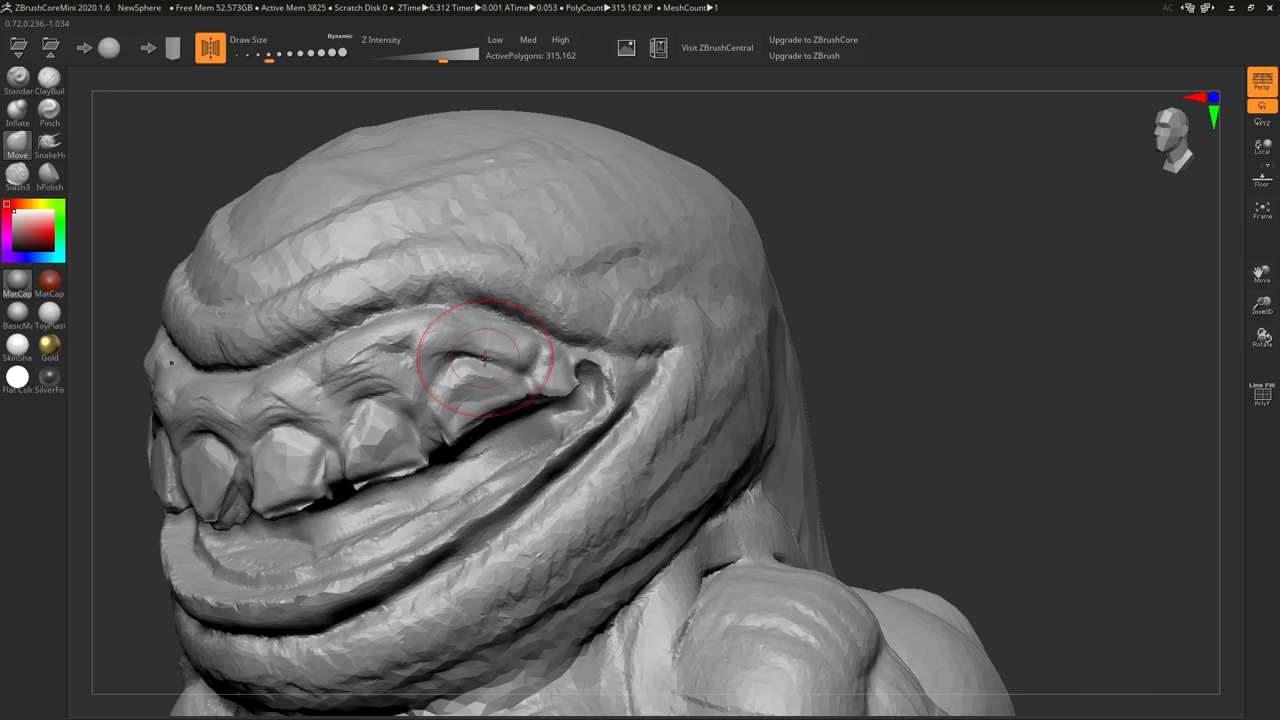 ZBrushCoreMini 2020.1.6 NewSphere ● Free Mem 52.573GB ● Active Mem 3825 ● Scratch Disk 0 ● ZTime▶6.312 Timer▶0.001 ATime▶0.053 ● PolyCount▶315.162 KP ● MeshCount▶1
AC
0.72,0.236,-1.034
Draw Size
Dynamic
Z Intensity
Low Med High
ActivePolygons: 315,162
Visit ZBrushCentral
Upgrade to ZBrushCore
Upgrade to ZBrush
Standar
ClayBuil
Inflate
Pinch
Move
SnakeHo
Slash3
hPolish
MatCap
MatCap
BasicMa
ToyPlast
SkinSha
Gold
Flat Colo
SilverFo
Persp
XYZ
Local
Floor
Frame
Move
Zoom3D
Rotate
Line Fill
PolyF